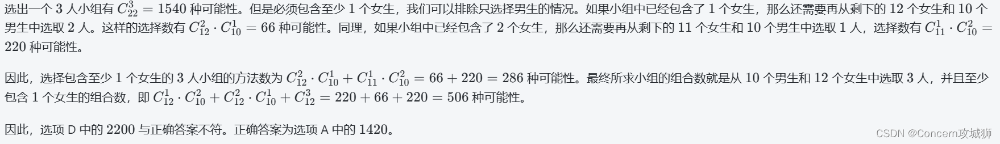 选出一个 3 人小组有 $C_{22}^{3} = 1540$ 种可能性。但是必须包含至少 1 个女生，我们可以排除只选择男生的情况。如果小组中已经包含了 1 个女生，那么还需要再从剩下的 12 个女生和 10 个
男生中选取 2 人。这样的选择数有 $C_{12}^{2} \cdot C_{10}^{1} = 66$ 种可能性。同理，如果小组中已经包含了 2 个女生，那么还需要再从剩下的 11 个女生和 10 个男生中选取 1 人，选择数有 $C_{11}^{1} \cdot C_{10}^{2} =$
220 种可能性。
因此，选择包含至少 1 个女生的 3 人小组的方法数为 $C_{12}^{2} \cdot C_{10}^{1} + C_{11}^{1} \cdot C_{10}^{2} = 66 + 220 = 286$ 种可能性。最终所求小组的组合数就是从 10 个男生和 12 个女生中选取 3 人，并且至少
包含 1 个女生的组合数，即 $C_{12}^{1} \cdot C_{10}^{2} + C_{12}^{2} \cdot C_{10}^{1} + C_{12}^{3} = 220 + 66 + 220 = 506$ 种可能性。
因此，选项 D 中的 2200 与正确答案不符。正确答案为选项 A 中的 1420。
CSDN @Concern攻城狮